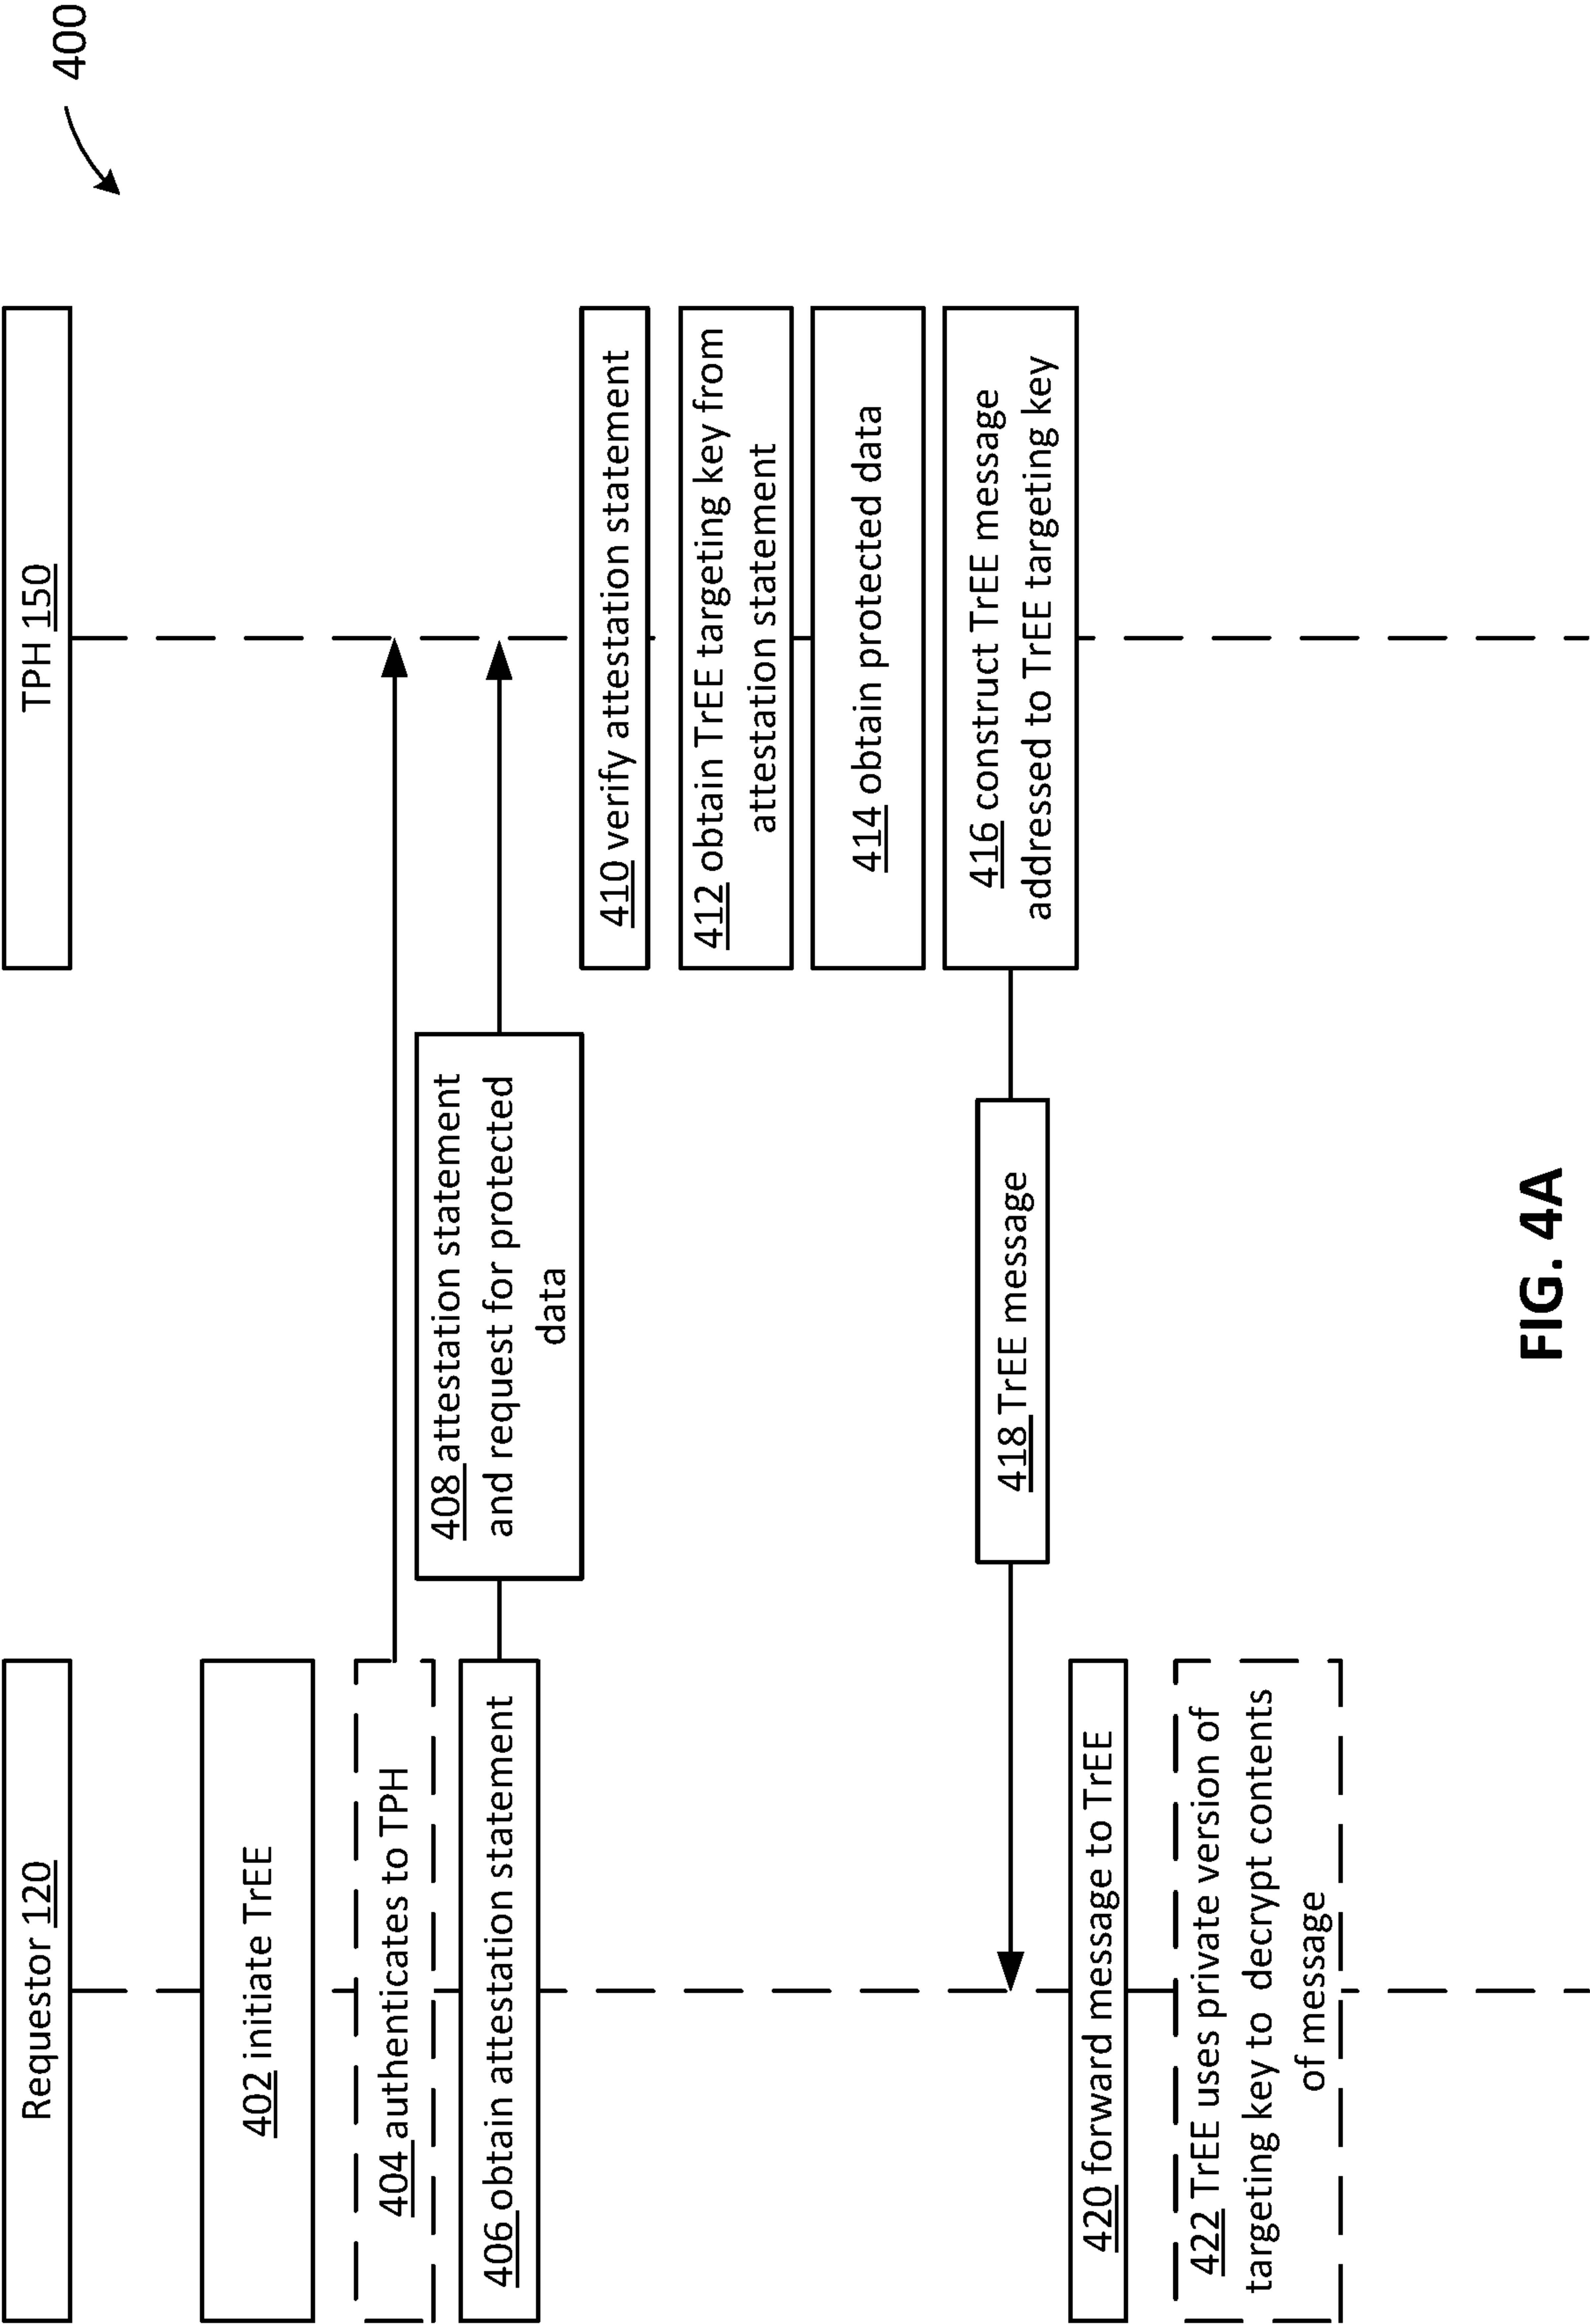 400
Requestor 120
TPH 150
402 initiate TrEE
404 authenticates to TPH
406 obtain attestation statement
408 attestation statement
and request for protected
data
410 verify attestation statement
412 obtain TrEE targeting key from
attestation statement
414 obtain protected data
416 construct TrEE message
addressed to TrEE targeting key
418 TrEE message
420 forward message to TrEE
422 TrEE uses private version of
targeting key to decrypt contents
of message
FIG. 4A